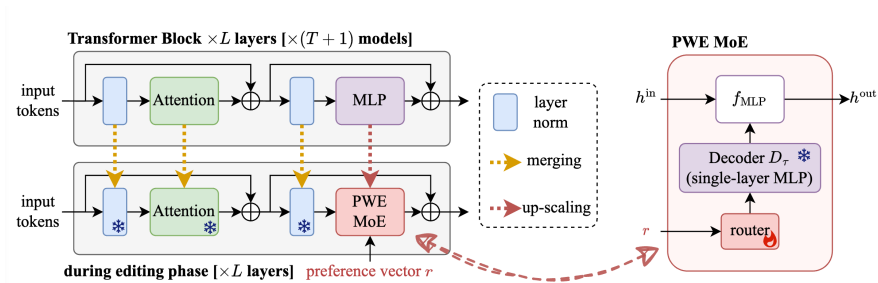 Transformer Block ×L layers [×(T + 1) models]
input
tokens
Attention
MLP
layer
norm
merging
up-scaling
input
tokens
Attention
PWE
MoE
during editing phase [×L layers]
preference vector r
PWE MoE
h^in
f_MLP
h^out
Decoder D_τ
(single-layer MLP)
r
router